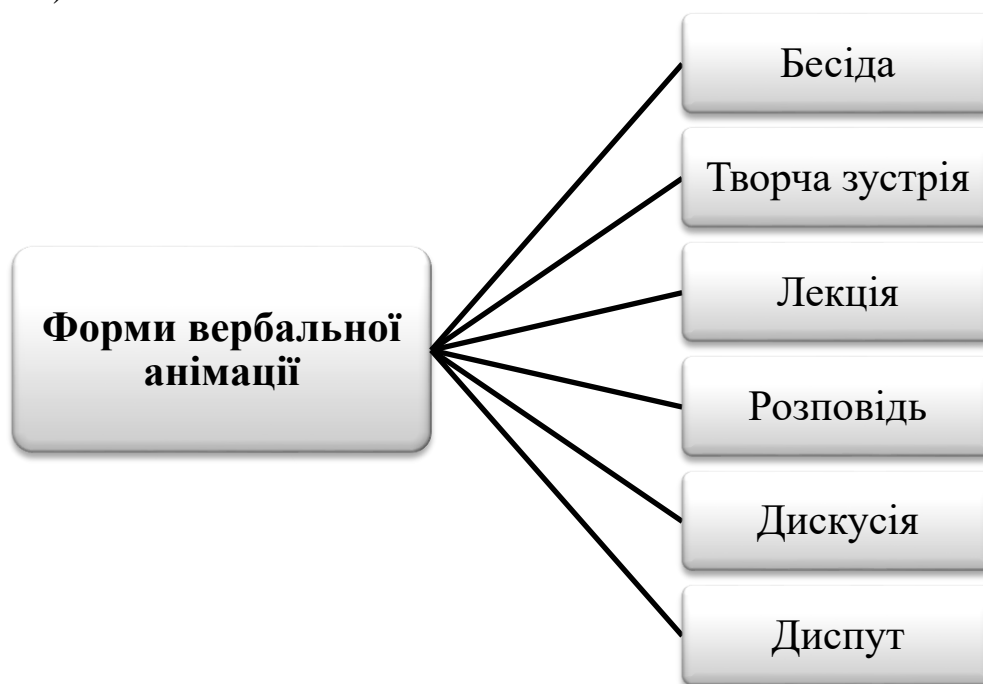 Форми вербальної
анімації
Бесіда
Творча зустрія
Лекція
Розповідь
Дискусія
Диспут